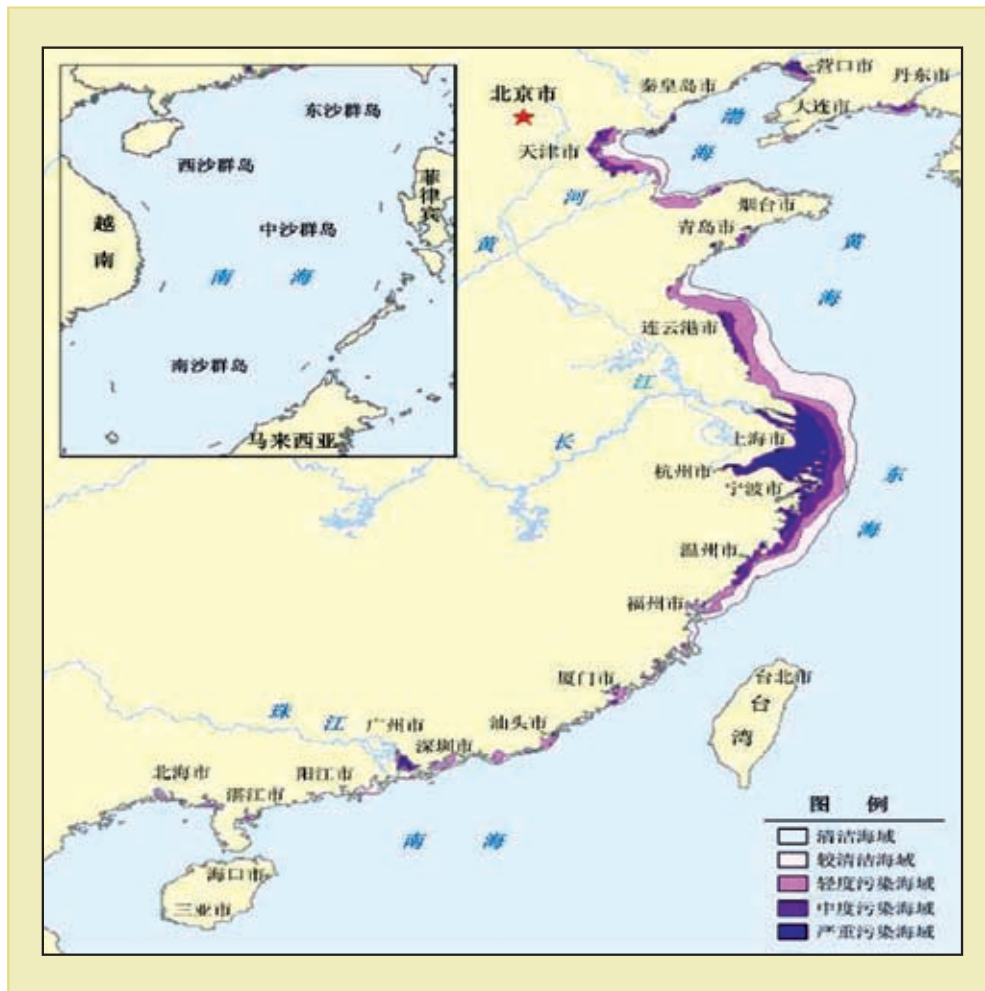 东沙群岛
西沙群岛
中沙群岛
菲律宾
越南
南海
南沙群岛
马来西亚
北京市
秦皇岛市
营口市
丹东市
大连市
渤海
天津市
河
黄
烟台市
青岛市
黄海
连云港市
江
长
上海市
杭州市
宁波市
东海
温州市
福州市
厦门市
台北市
台湾
珠江
广州市
汕头市
深圳市
阳江市
北海市
湛江市
南海
海口市
三亚市
图 例
清洁海域
较清洁海域
轻度污染海域
中度污染海域
严重污染海域